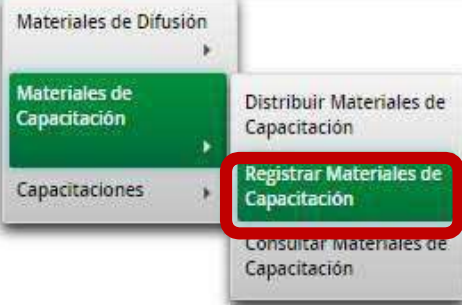 Materiales de Difusión
Materiales de
Capacitación
Capacitaciones
Distribuir Materiales de
Capacitación
Registrar Materiales de
Capacitación
Consultar Materiales de
Capacitación